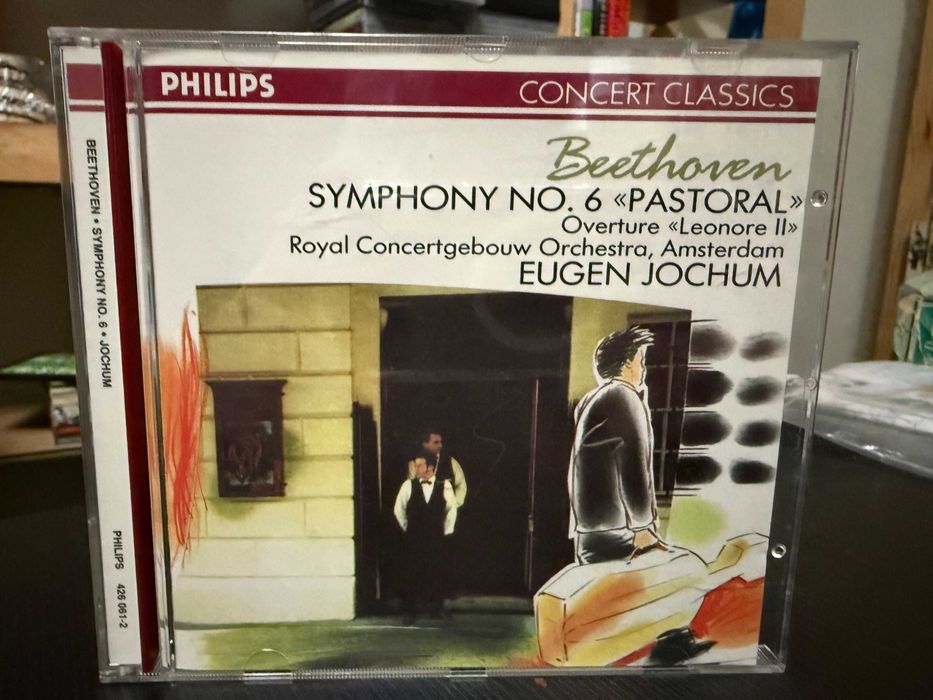 PHILIPS
CONCERT CLASSICS
Beethoven
SYMPHONY NO. 6 «PASTORAL»
Overture «Leonore II»
Royal Concertgebouw Orchestra, Amsterdam
EUGEN JOCHUM
BEETHOVEN • SYMPHONY NO. 6 • JOCHUM
PHILIPS 426 061-2